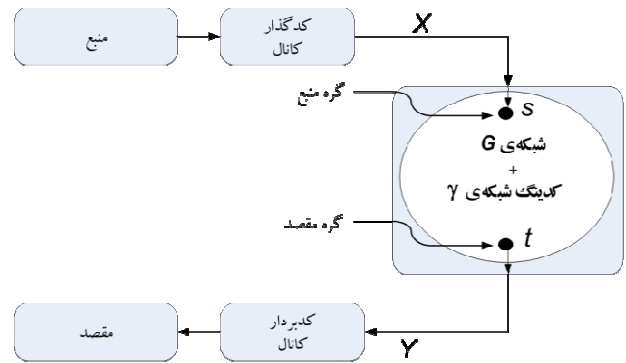 منبع
کدگذار
کانال
X
گره منبع
s
شبکه‌ی G
+
کدینگ شبکه‌ی γ
گره مقصد
t
مقصد
کدبردار
کانال
Y